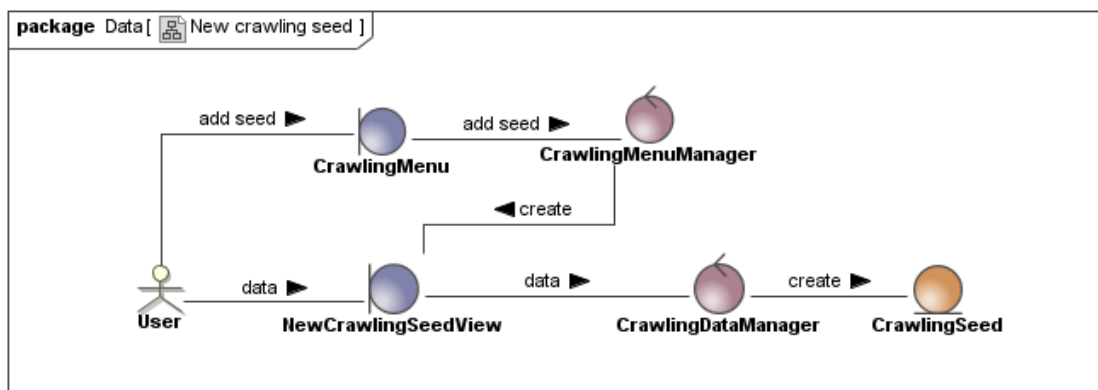 package Data[ New crawling seed ]
add seed
add seed
CrawlingMenu
CrawlingMenuManager
create
data
data
create
User
NewCrawlingSeedView
CrawlingDataManager
CrawlingSeed